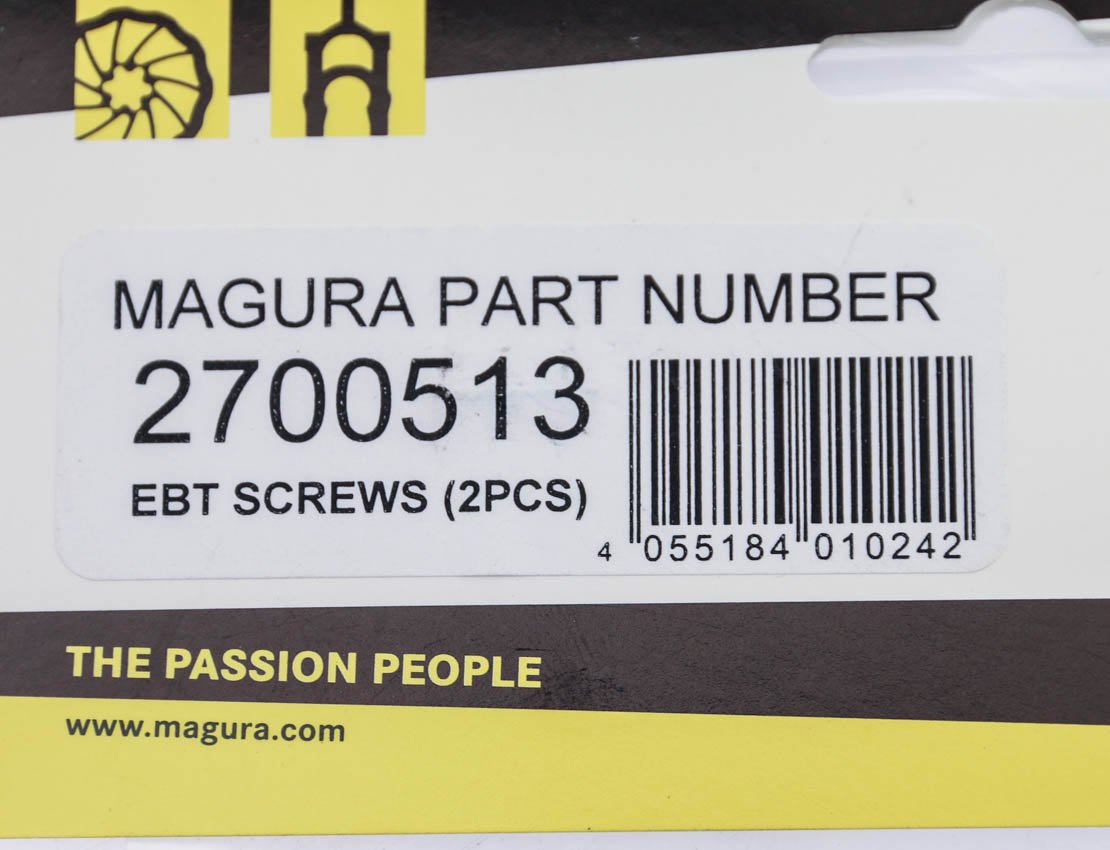 MAGURA PART NUMBER
2700513
EBT SCREWS (2PCS)
4 055184 010242
THE PASSION PEOPLE
www.magura.com